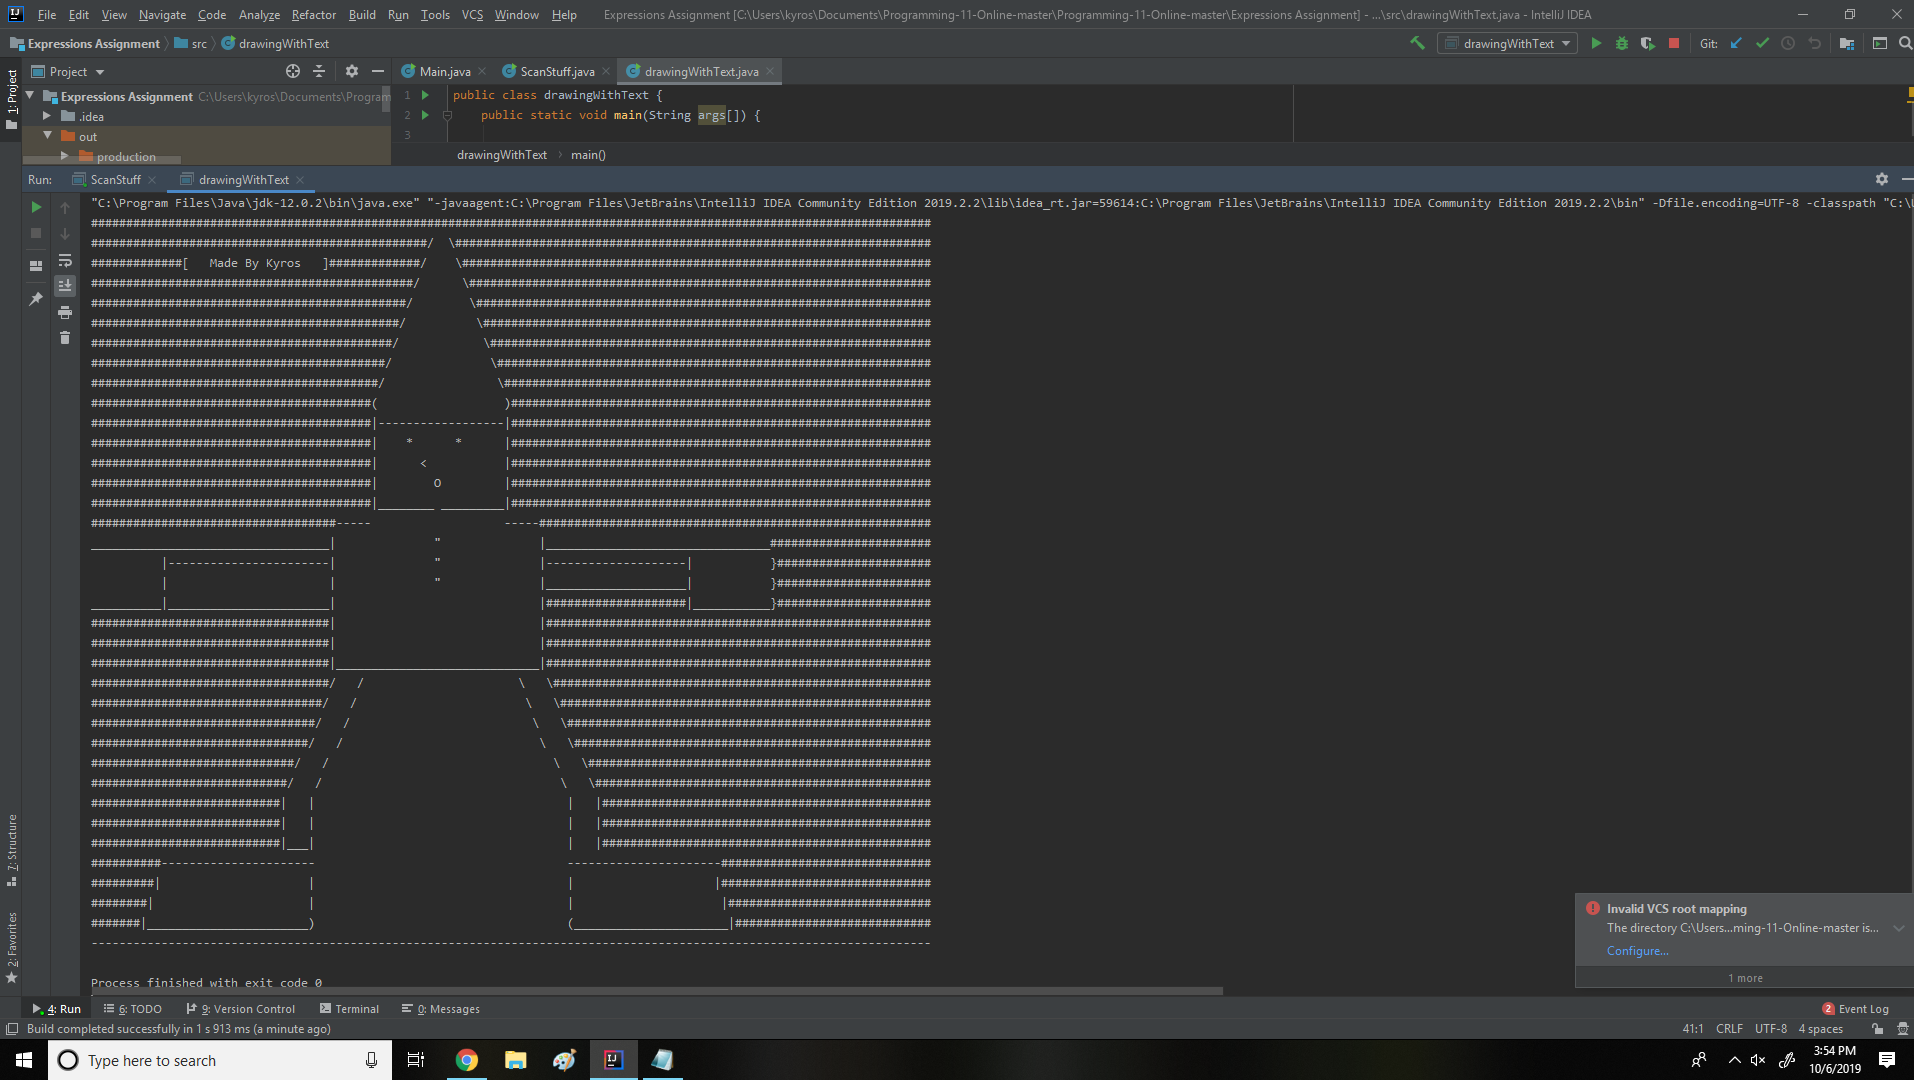 File Edit View Navigate Code Analyze Refactor Build Run Tools VCS Window Help Expressions Assignment [C:\Users\kyros\Documents\Programming-11-Online-master\Programming-11-Online-master\Expressions Assignment] - ...\src\drawingWithText.java - IntelliJ IDEA
Expressions Assignment src drawingWithText drawingWithText Git:
Project Main.java ScanStuff.java drawingWithText.java
1: Project
Expressions Assignment C:\Users\kyros\Documents\Program
.idea
out
production
1 public class drawingWithText {
2 public static void main(String args[]) {
3
drawingWithText › main()
Run: ScanStuff drawingWithText
"C:\Program Files\Java\jdk-12.0.2\bin\java.exe" "-javaagent:C:\Program Files\JetBrains\IntelliJ IDEA Community Edition 2019.2.2\lib\idea_rt.jar=59614:C:\Program Files\JetBrains\IntelliJ IDEA Community Edition 2019.2.2\bin" -Dfile.encoding=UTF-8 -classpath "C:\U
[ Made By Kyros ]
* *
<
O
"
"
"
Process finished with exit code 0
7: Structure
2: Favorites
Invalid VCS root mapping
The directory C:\Users...ming-11-Online-master is...
Configure...
1 more
4: Run 6: TODO 9: Version Control Terminal 0: Messages 2 Event Log
Build completed successfully in 1 s 913 ms (a minute ago) 41:1 CRLF UTF-8 4 spaces
Type here to search
3:54 PM
10/6/2019